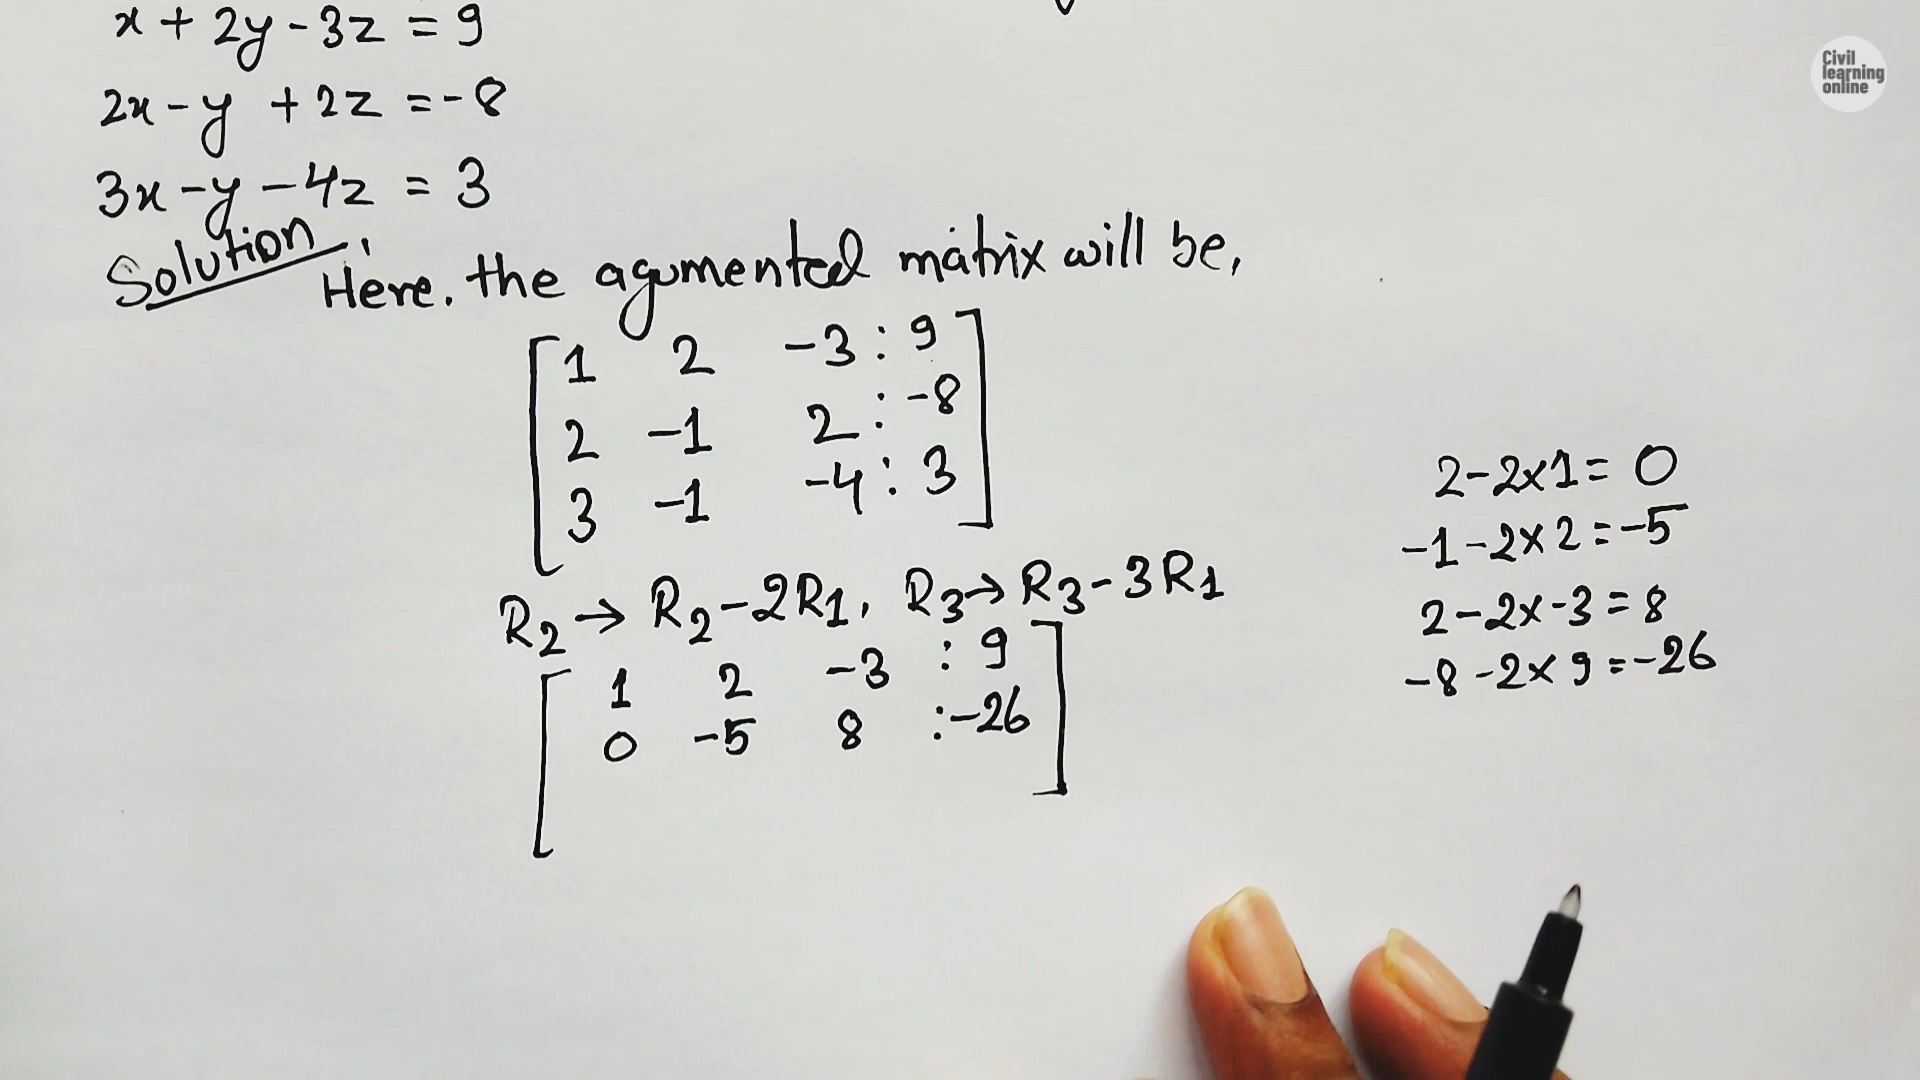 x + 2y - 3z = 9
2x - y + 2z = -8
3x - y - 4z = 3
Solution,
Here. the agumented matrix will be,
1 2 -3 : 9
2 -1 2 : -8
3 -1 -4 : 3
R2 → R2 - 2R1, R3 → R3 - 3R1
1 2 -3 : 9
0 -5 8 : -26
2 - 2x1 = 0
-1 - 2x2 = -5
2 - 2x-3 = 8
-8 - 2x9 = -26
Civil
learning
online